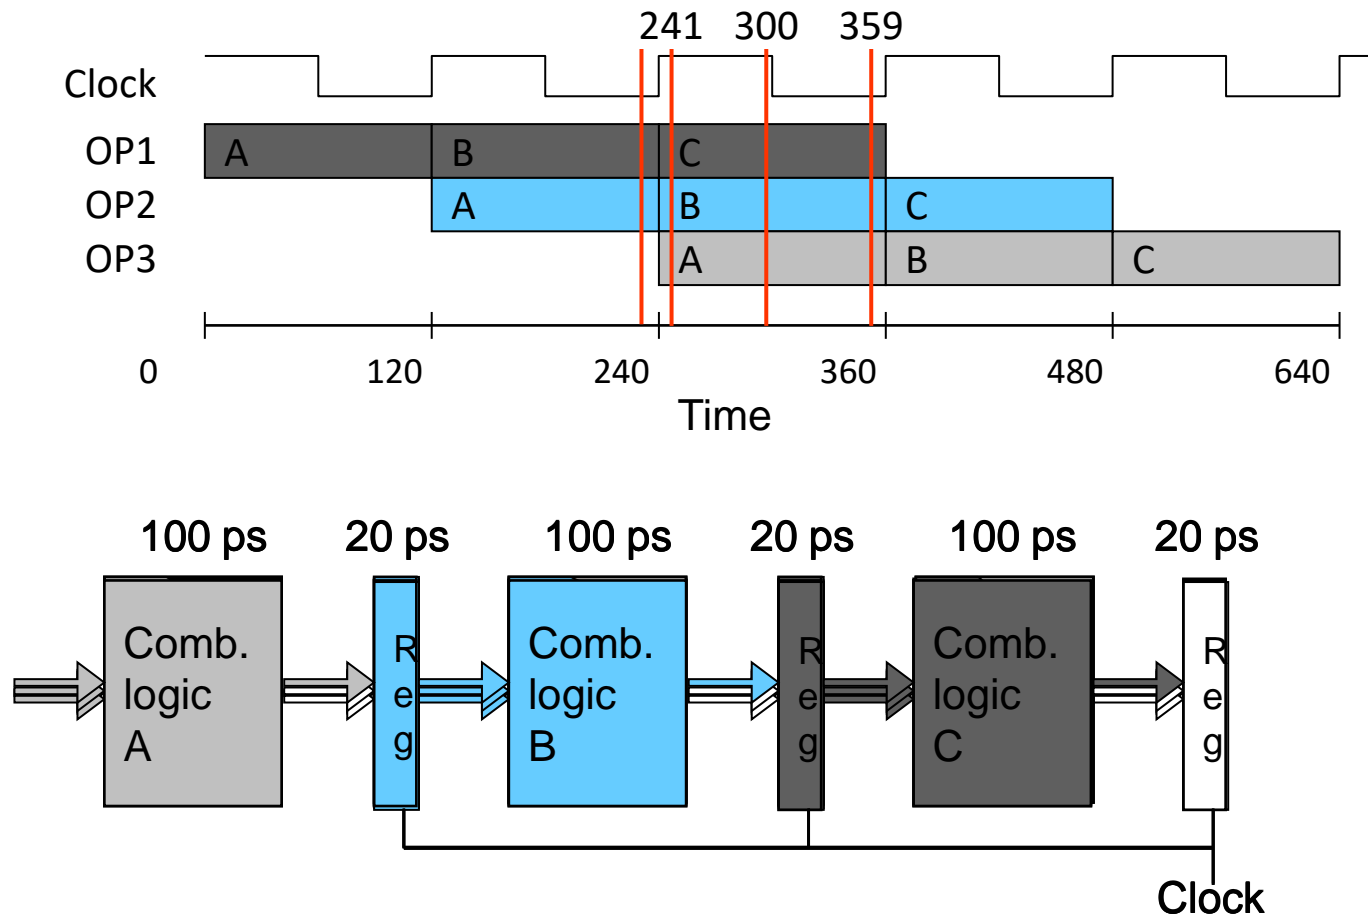 241 300 359
Clock
OP1 A B C
OP2 A B C
OP3 A B C
0 120 240 360 480 640
Time
100 ps 20 ps 100 ps 20 ps 100 ps 20 ps
Comb.
logic
A
R
e
g
Comb.
logic
B
R
e
g
Comb.
logic
C
R
e
g
Clock